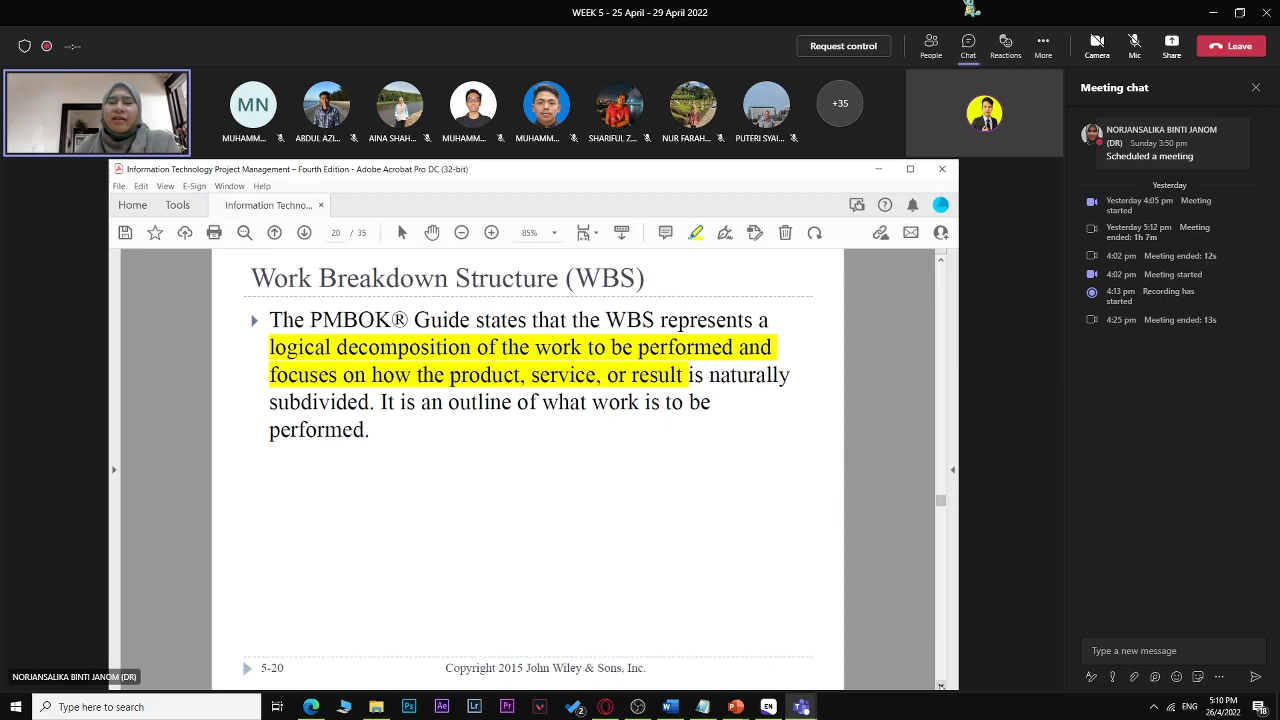 WEEK 5 - 25 April - 29 April 2022
--:--
Request control
People
Chat
Reactions
More
Camera
Mic
Share
Leave
MN
MUHAMM...
ABDUL AZI...
AINA SHAH...
MUHAMM...
MUHAMM...
SHARIFUL Z...
NUR FARAH...
PUTERI SYAI...
+35
Information Technology Project Management – Fourth Edition - Adobe Acrobat Pro DC (32-bit)
File Edit View E-Sign Window Help
Home Tools Information Techno... ×
20 / 35
85%
Work Breakdown Structure (WBS)
The PMBOK® Guide states that the WBS represents a
logical decomposition of the work to be performed and
focuses on how the product, service, or result is naturally
subdivided. It is an outline of what work is to be
performed.
5-20 Copyright 2015 John Wiley & Sons, Inc.
NORJANSALIKA BINTI JANOM (DR)
Meeting chat
NORJANSALIKA BINTI JANOM
(DR) Sunday 3:50 pm
Scheduled a meeting
Yesterday
Yesterday 4:05 pm Meeting
started
Yesterday 5:12 pm Meeting
ended: 1h 7m
4:02 pm Meeting ended: 12s
4:02 pm Meeting started
4:13 pm Recording has
started
4:25 pm Meeting ended: 13s
Type a new message
Type here to search
Ps
Ae
Lr
Pr
2
EN
ENG
5:10 PM
26/4/2022
8